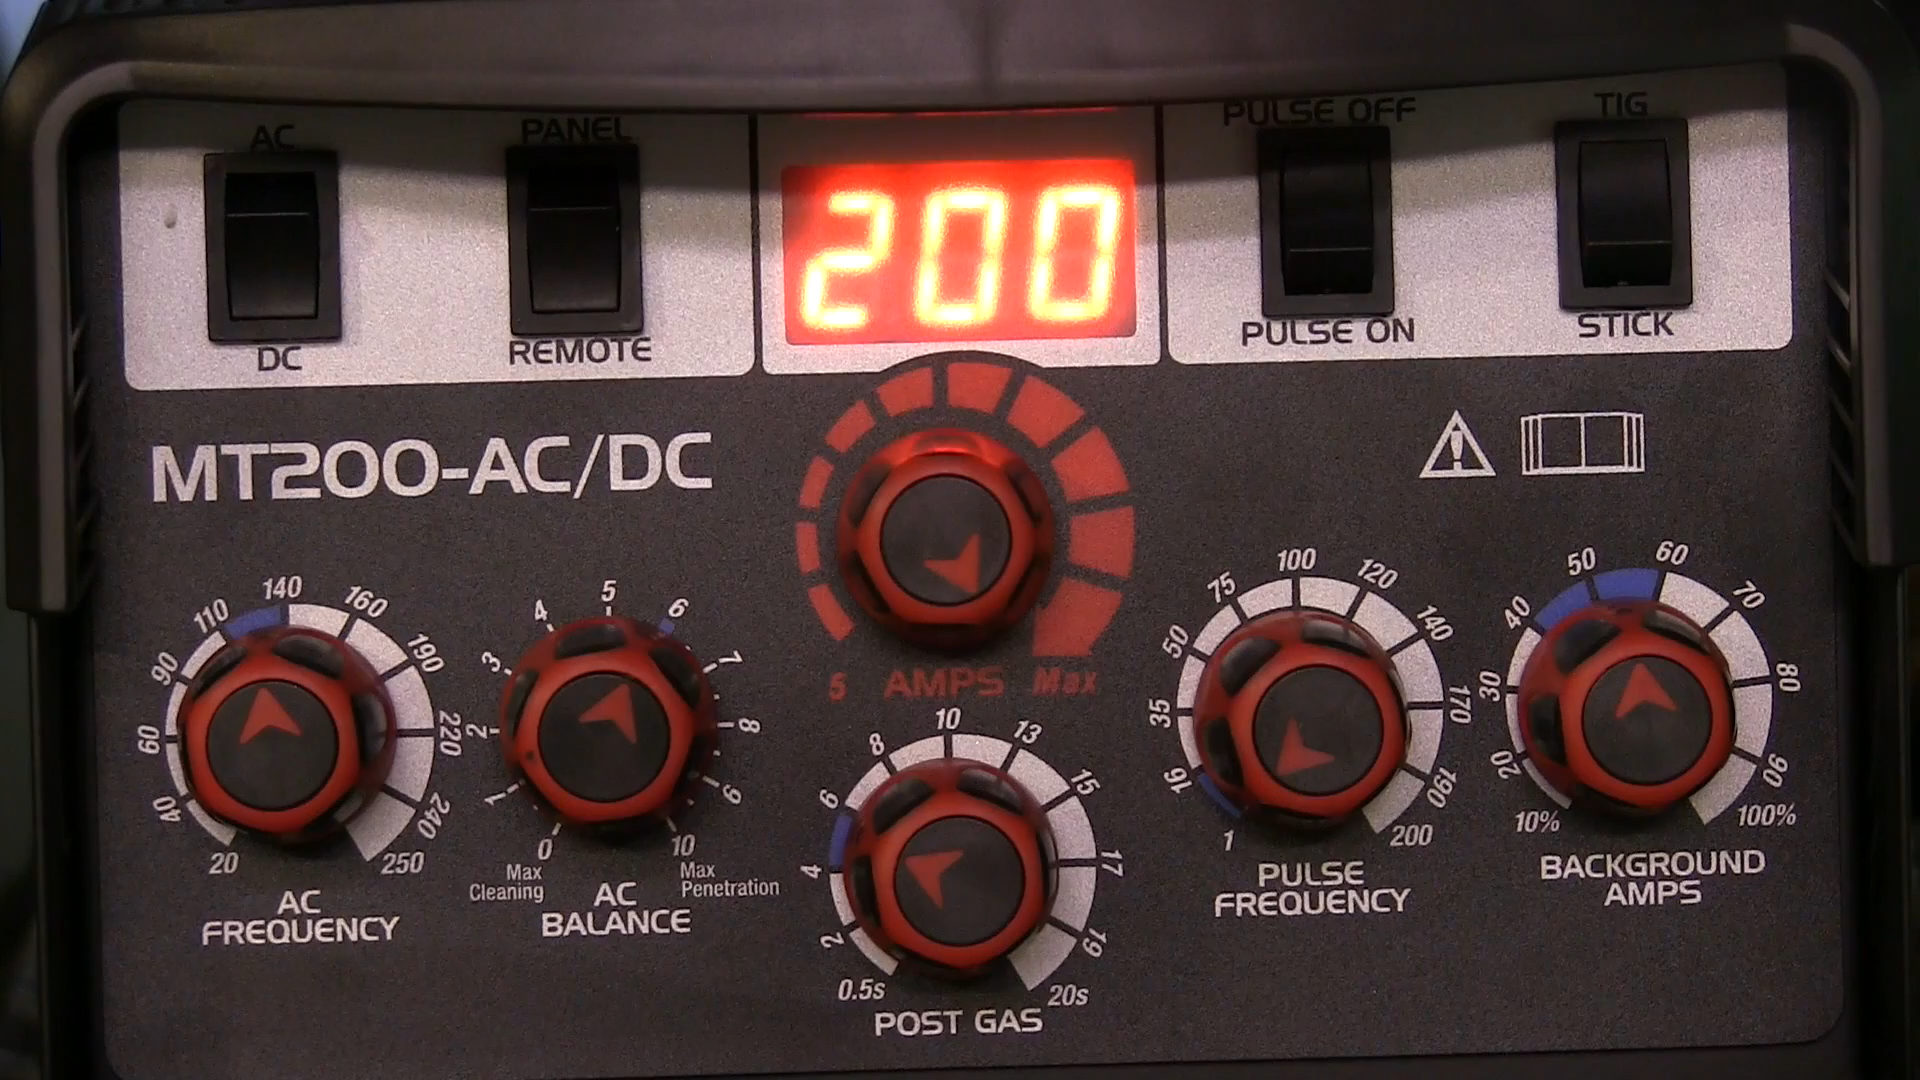 AC
PANEL
PULSE OFF
TIG
200
DC
REMOTE
PULSE ON
STICK
MT200-AC/DC
5 AMPS Max
20
40
60
90
110
140
160
190
220
240
250
AC
FREQUENCY
0
1
2
3
4
5
6
7
8
9
10
Max
Cleaning
Max
Penetration
AC
BALANCE
0.5s
2
4
6
8
10
13
15
17
19
20s
POST GAS
1
16
35
50
75
100
120
140
170
190
200
PULSE
FREQUENCY
10%
20
30
40
50
60
70
80
90
100%
BACKGROUND
AMPS